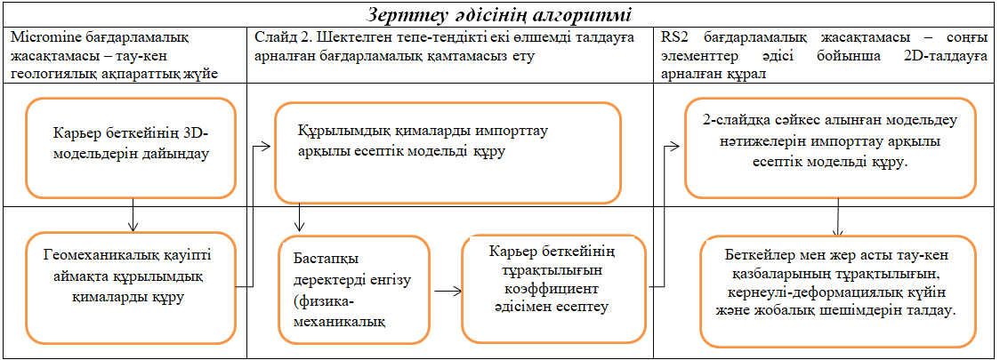 Зерттеу әдісінің алгоритмі
Micromine бағдарламалық
жасақтамасы – тау-кен
геологиялық ақпараттық жүйе
Слайд 2. Шектелген тепе-теңдікті екі өлшемді талдауға
арналған бағдарламалық қамтамасыз ету
RS2 бағдарламалық жасақтамасы – соңғы
элементтер әдісі бойынша 2D-талдауға
арналған құрал
Карьер беткейінің 3D-
модельдерін дайындау
Құрылымдық қималарды импорттау
арқылы есептік модельді құру
2-слайдқа сәйкес алынған модельдеу
нәтижелерін импорттау арқылы
есептік модельді құру.
Геомеханикалық қауіпті
аймақта құрылымдық
қималарды құру
Бастапқы
деректерді енгізу
(физика-
механикалық
Карьер беткейінің
тұрақтылығын
коэффициент
әдісімен есептеу
Беткейлер мен жер асты тау-кен
қазбаларының тұрақтылығын,
кернеулі-деформациялық күйін
және жобалық шешімдерін талдау.